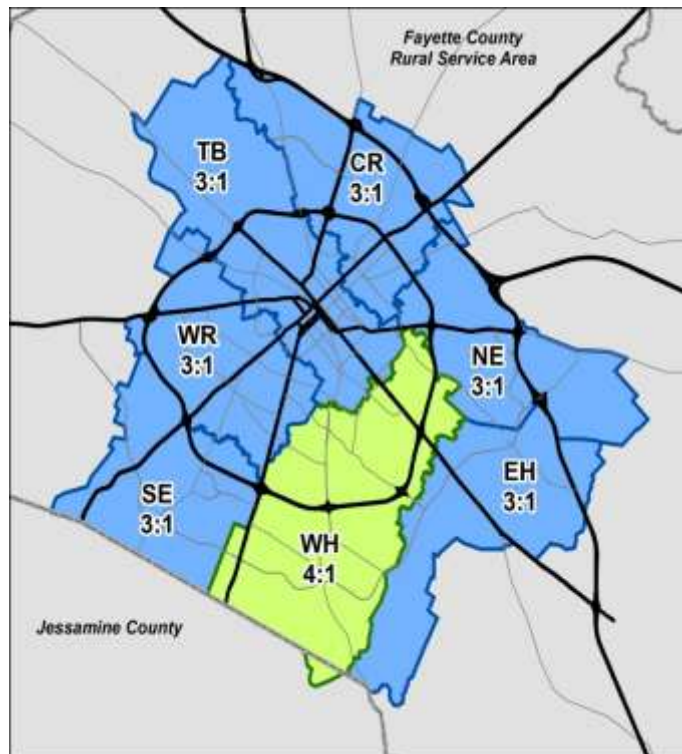 Fayette County
Rural Service Area
TB
3:1
CR
3:1
WR
3:1
NE
3:1
EH
3:1
SE
3:1
WH
4:1
Jessamine County